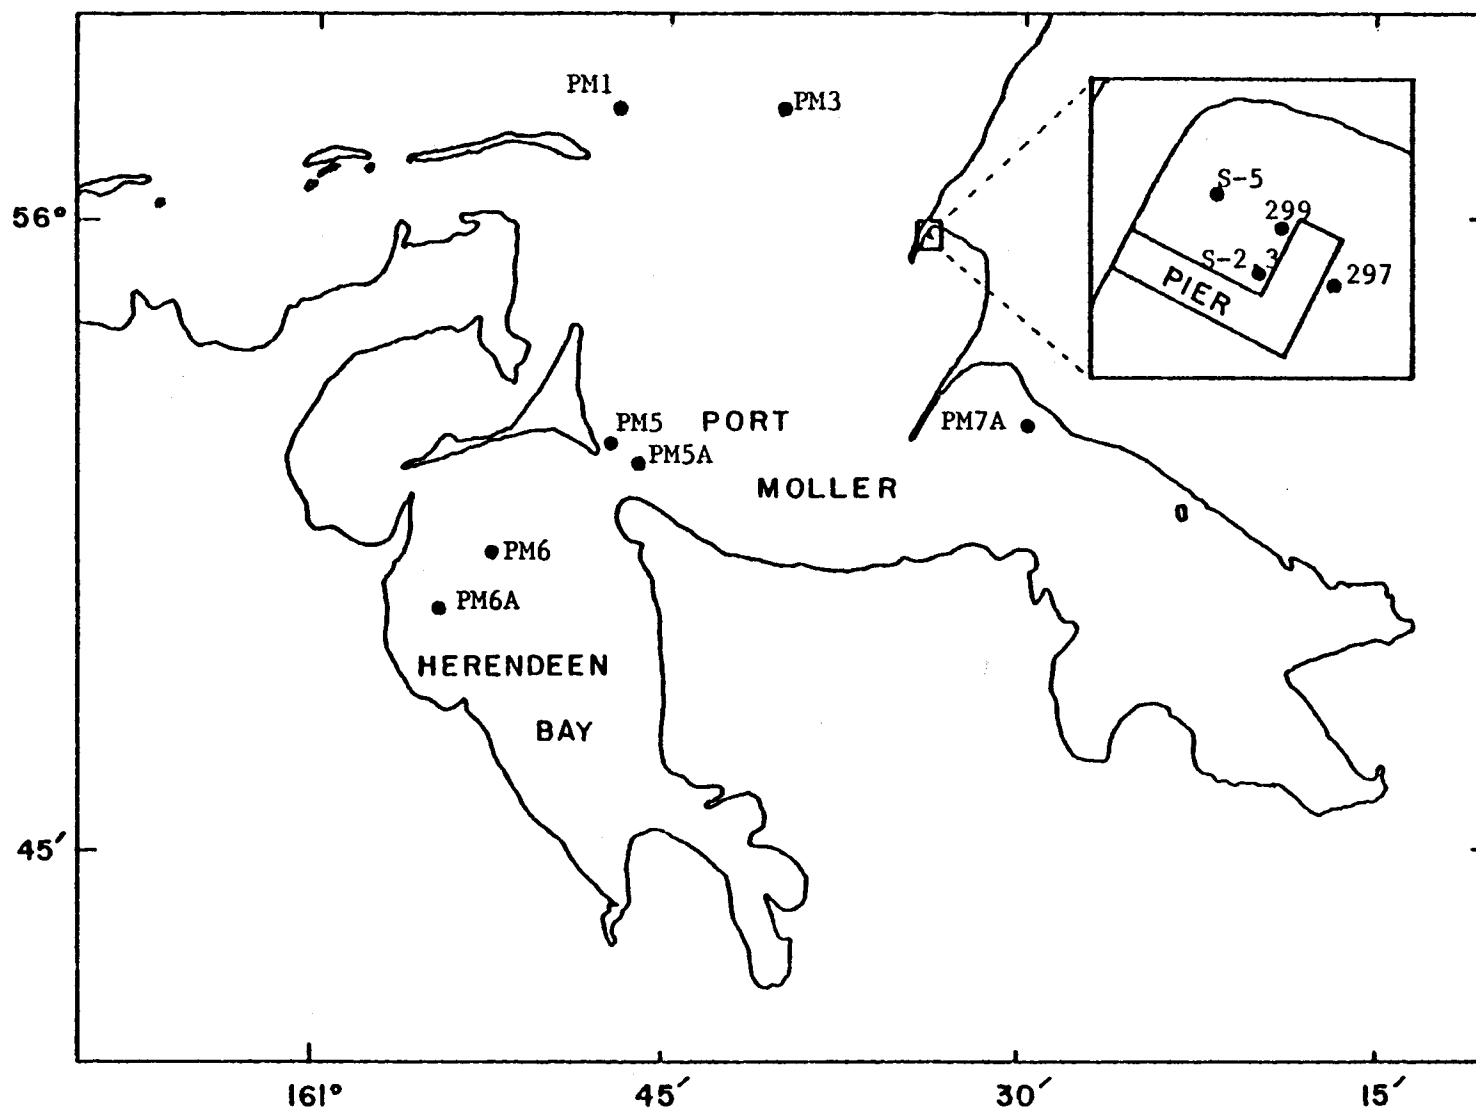 PM1
PM3
56°
S-5
299
S-2,3
297
PIER
PM5
PORT
PM7A
PM5A
MOLLER
PM6
PM6A
HERENDEEN
BAY
45′
161°
45′
30′
15′